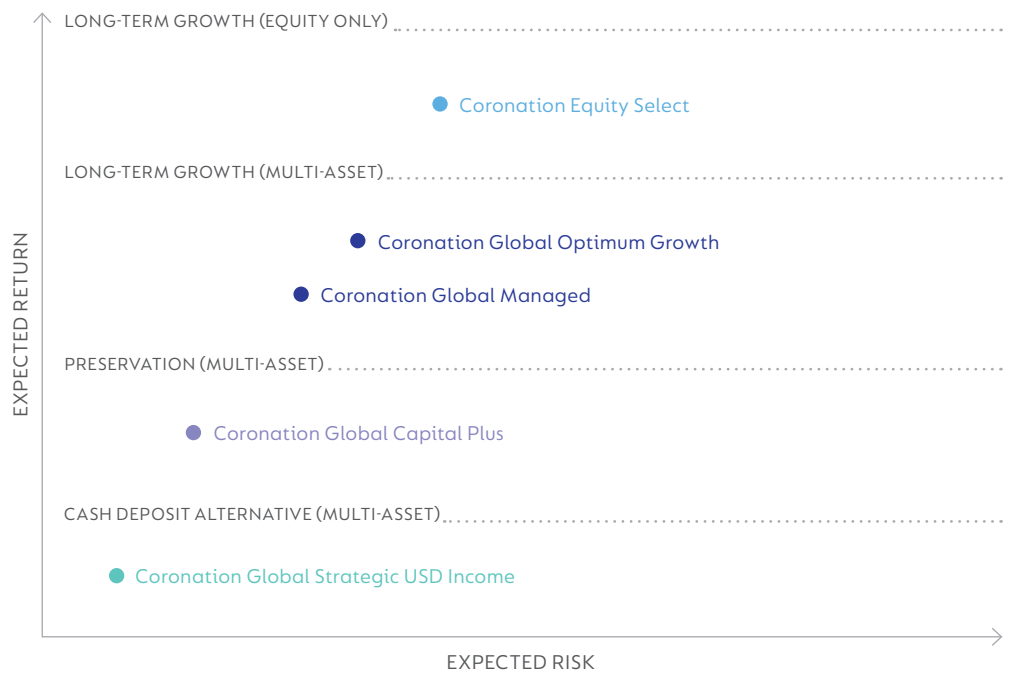 LONG-TERM GROWTH (EQUITY ONLY)
Coronation Equity Select
LONG-TERM GROWTH (MULTI-ASSET)
Coronation Global Optimum Growth
Coronation Global Managed
EXPECTED RETURN
PRESERVATION (MULTI-ASSET)
Coronation Global Capital Plus
CASH DEPOSIT ALTERNATIVE (MULTI-ASSET)
Coronation Global Strategic USD Income
EXPECTED RISK